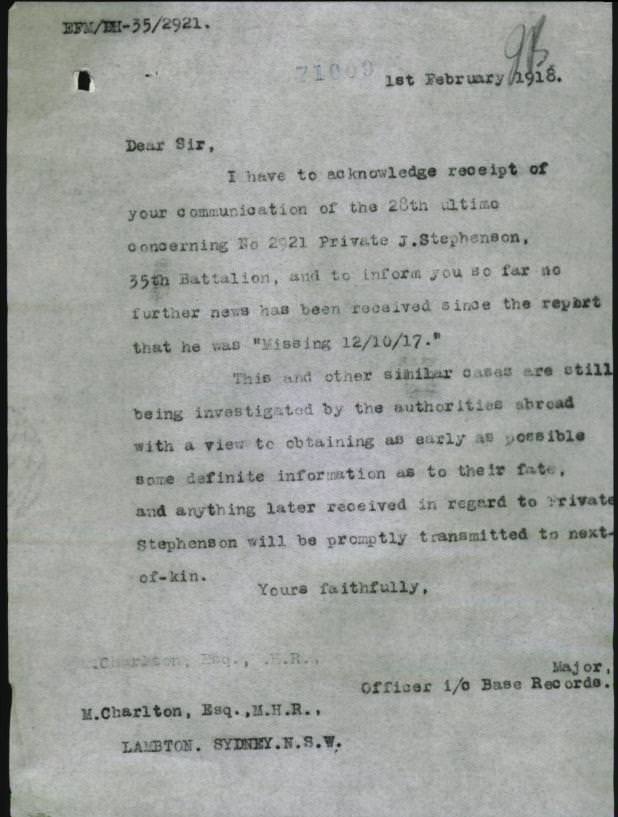 EFM/DH-35/2921.
71009
1st February, 1918.
Dear Sir,
I have to acknowledge receipt of
your communication of the 28th ultimo
concerning No 2921 Private J.Stephenson,
35th Battalion, and to inform you so far no
further news has been received since the report
that he was "Missing 12/10/17."
This and other similar cases are still
being investigated by the authorities abroad
with a view to obtaining as early as possible
some definite information as to their fate,
and anything later received in regard to Private
Stephenson will be promptly transmitted to next-
of-kin.
Yours faithfully,
M.Charlton, Esq., .H.R.,
Major,
Officer i/c Base Records.
M.Charlton, Esq.,M.H.R.,
LAMBTON. SYDNEY.N.S.W.